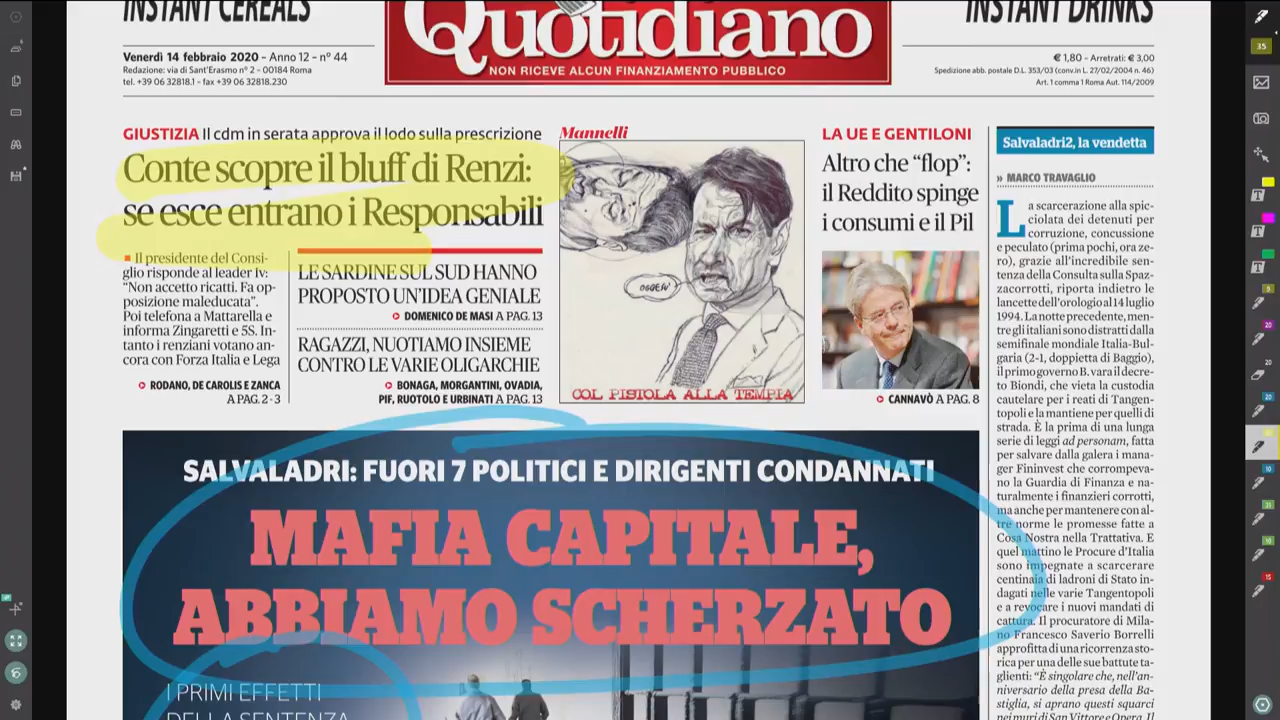 INSTANT CEREALS
INSTANT DRINKS
Quotidiano
NON RICEVE ALCUN FINANZIAMENTO PUBBLICO
Venerdì 14 febbraio 2020 – Anno 12 – n° 44
Redazione: via di Sant'Erasmo n° 2 – 00184 Roma
tel. +39 06 32818.1 – fax +39 06 32818.230
€ 1,80 – Arretrati: € 3,00
Spedizione abb. postale D.L. 353/03 (conv.in L. 27/02/2004 n. 46)
Art. 1 comma 1 Roma Aut. 114/2009
GIUSTIZIA Il cdm in serata approva il lodo sulla prescrizione
Conte scopre il bluff di Renzi:
se esce entrano i Responsabili
Il presidente del Consi-
glio risponde al leader Iv:
"Non accetto ricatti. Fa op-
posizione maleducata".
Poi telefona a Mattarella e
informa Zingaretti e 5S. In-
tanto i renziani votano an-
cora con Forza Italia e Lega
RODANO, DE CAROLIS E ZANCA
A PAG. 2-3
LE SARDINE SUL SUD HANNO
PROPOSTO UN'IDEA GENIALE
DOMENICO DE MASI A PAG. 13
RAGAZZI, NUOTIAMO INSIEME
CONTRO LE VARIE OLIGARCHIE
BONAGA, MORGANTINI, OVADIA,
PIF, RUOTOLO E URBINATI A PAG. 13
Mannelli
COL PISTOLA ALLA TEMPIA
LA UE E GENTILONI
Altro che "flop":
il Reddito spinge
i consumi e il Pil
CANNAVÒ A PAG. 8
Salvaladri2, la vendetta
» MARCO TRAVAGLIO
La scarcerazione alla spic-
ciolata dei detenuti per
corruzione, concussione
e peculato (prima pochi, ora ze-
ro), grazie all'incredibile sen-
tenza della Consulta sulla Spaz-
zacorrotti, riporta indietro le
lancette dell'orologio al 14 luglio
1994. La notte precedente, men-
tre gli italiani sono distratti dalla
semifinale mondiale Italia-Bul-
garia (2-1, doppietta di Baggio),
il primo governo B. vara il decre-
to Biondi, che vieta la custodia
cautelare per i reati di Tangen-
topoli e la mantiene per quelli di
strada. È la prima di una lunga
serie di leggi ad personam, fatta
per salvare dalla galera i mana-
ger Fininvest che corrompeva-
no la Guardia di Finanza e na-
turalmente i finanzieri corrotti,
ma anche per mantenere con al-
tre norme le promesse fatte a
Cosa Nostra nella Trattativa. E
quel mattino le Procure d'Italia
sono impegnate a scarcerare
centinaia di ladroni di Stato in-
dagati nelle varie Tangentopoli
e a revocare i nuovi mandati di
cattura. Il procuratore di Mila-
no Francesco Saverio Borrelli
approfitta di una ricorrenza sto-
rica per una delle sue battute ta-
glienti: "È singolare che, nell'an-
niversario della presa della Ba-
stiglia, si aprano questi squarci
nei muri di San Vittore e Opera. Il
SALVALADRI: FUORI 7 POLITICI E DIRIGENTI CONDANNATI
MAFIA CAPITALE,
ABBIAMO SCHERZATO
I PRIMI EFFETTI
DELLA SENTENZA